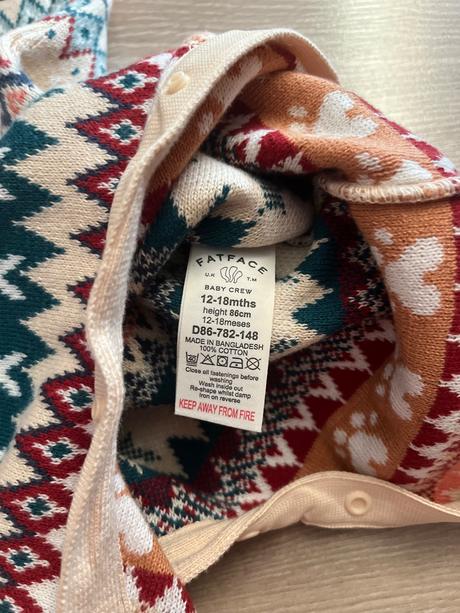 FATFACE
U.K T.M
BABY CREW
12-18mths
height 86cm
12-18meses
D86-782-148
MADE IN BANGLADESH
100% COTTON
Close all fastenings before
washing
Wash inside out
Re-shape whilst damp
Iron on reverse
KEEP AWAY FROM FIRE